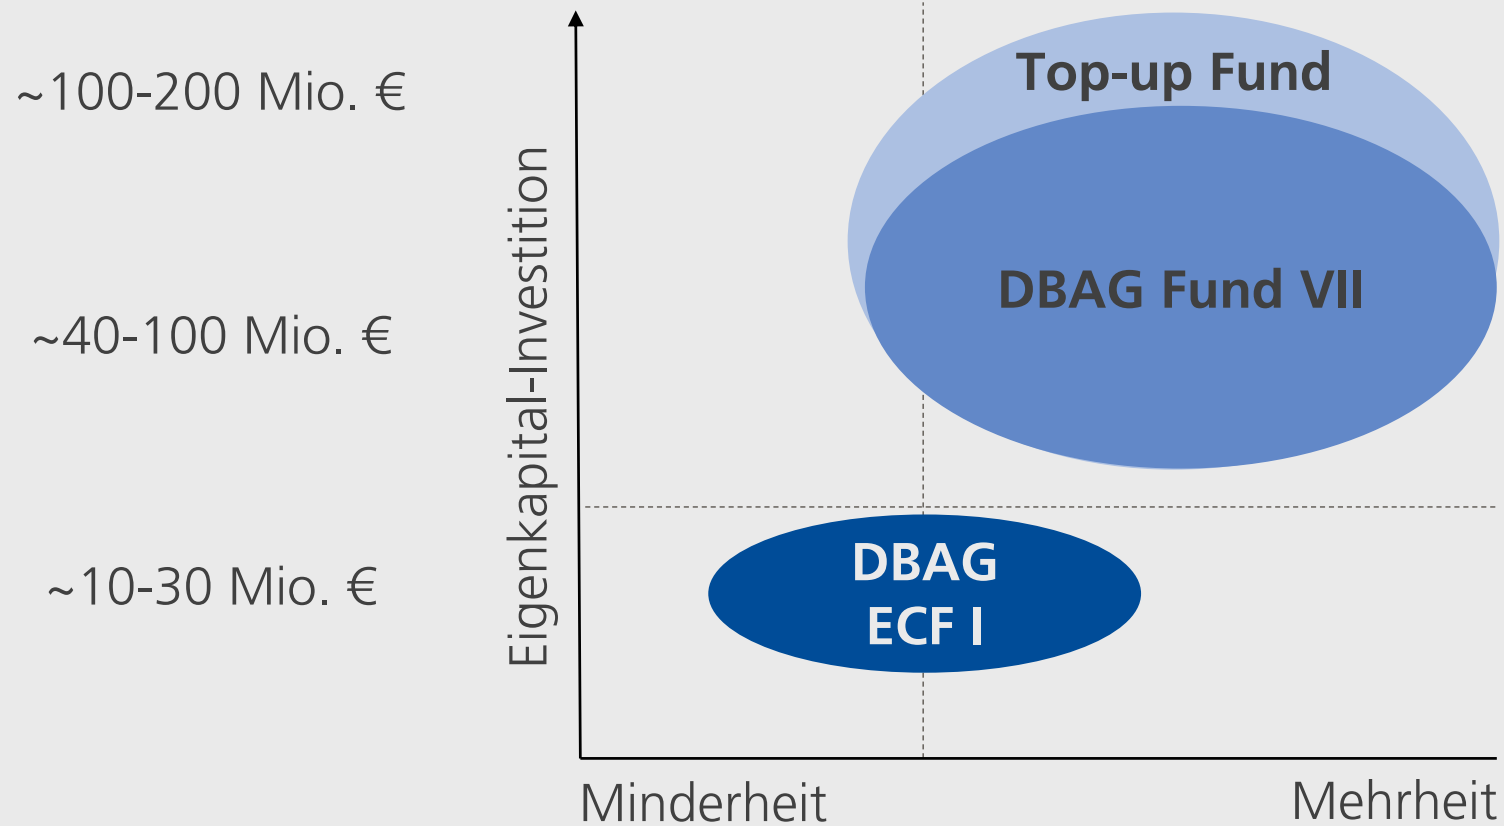 ~100-200 Mio. €
~40-100 Mio. €
~10-30 Mio. €
Eigenkapital-Investition
Top-up Fund
DBAG Fund VII
DBAG
ECF I
Minderheit
Mehrheit